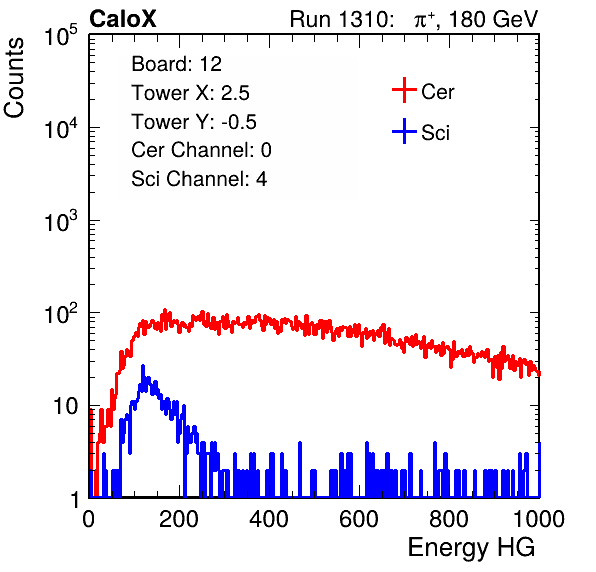 CaloX Run 1310: π⁺, 180 GeV
Board: 12
Tower X: 2.5
Tower Y: -0.5
Cer Channel: 0
Sci Channel: 4
Cer
Sci
Counts
10⁵
10⁴
10³
10²
10
1
0 200 400 600 800 1000
Energy HG